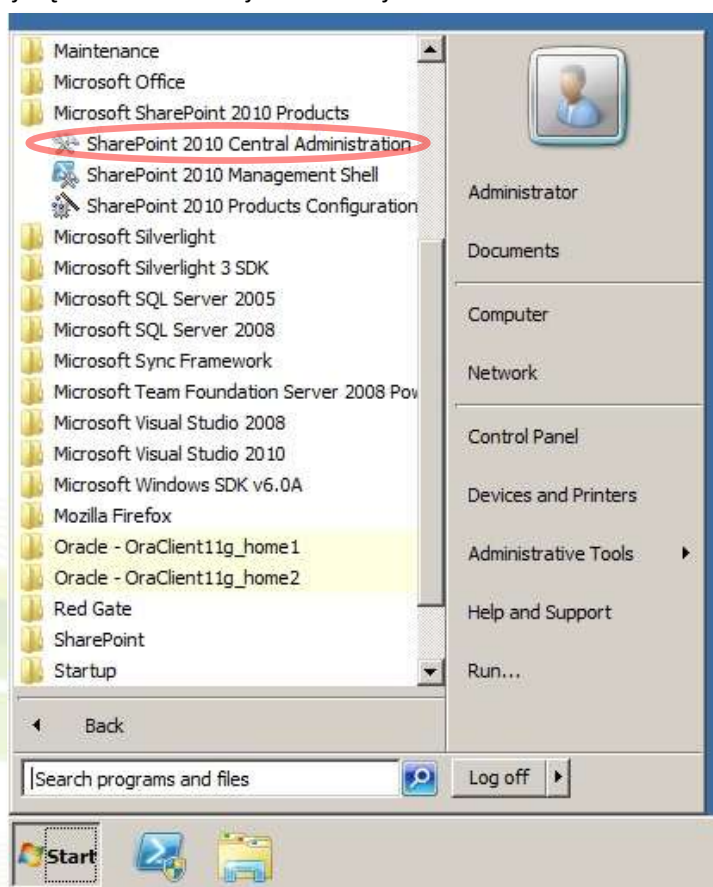 Maintenance
Microsoft Office
Microsoft SharePoint 2010 Products
SharePoint 2010 Central Administration
SharePoint 2010 Management Shell
SharePoint 2010 Products Configuration
Microsoft Silverlight
Microsoft Silverlight 3 SDK
Microsoft SQL Server 2005
Microsoft SQL Server 2008
Microsoft Sync Framework
Microsoft Team Foundation Server 2008 Pow
Microsoft Visual Studio 2008
Microsoft Visual Studio 2010
Microsoft Windows SDK v6.0A
Mozilla Firefox
Oracle - OraClient11g_home1
Oracle - OraClient11g_home2
Red Gate
SharePoint
Startup
Back
Search programs and files
Administrator
Documents
Computer
Network
Control Panel
Devices and Printers
Administrative Tools
Help and Support
Run...
Log off
Start